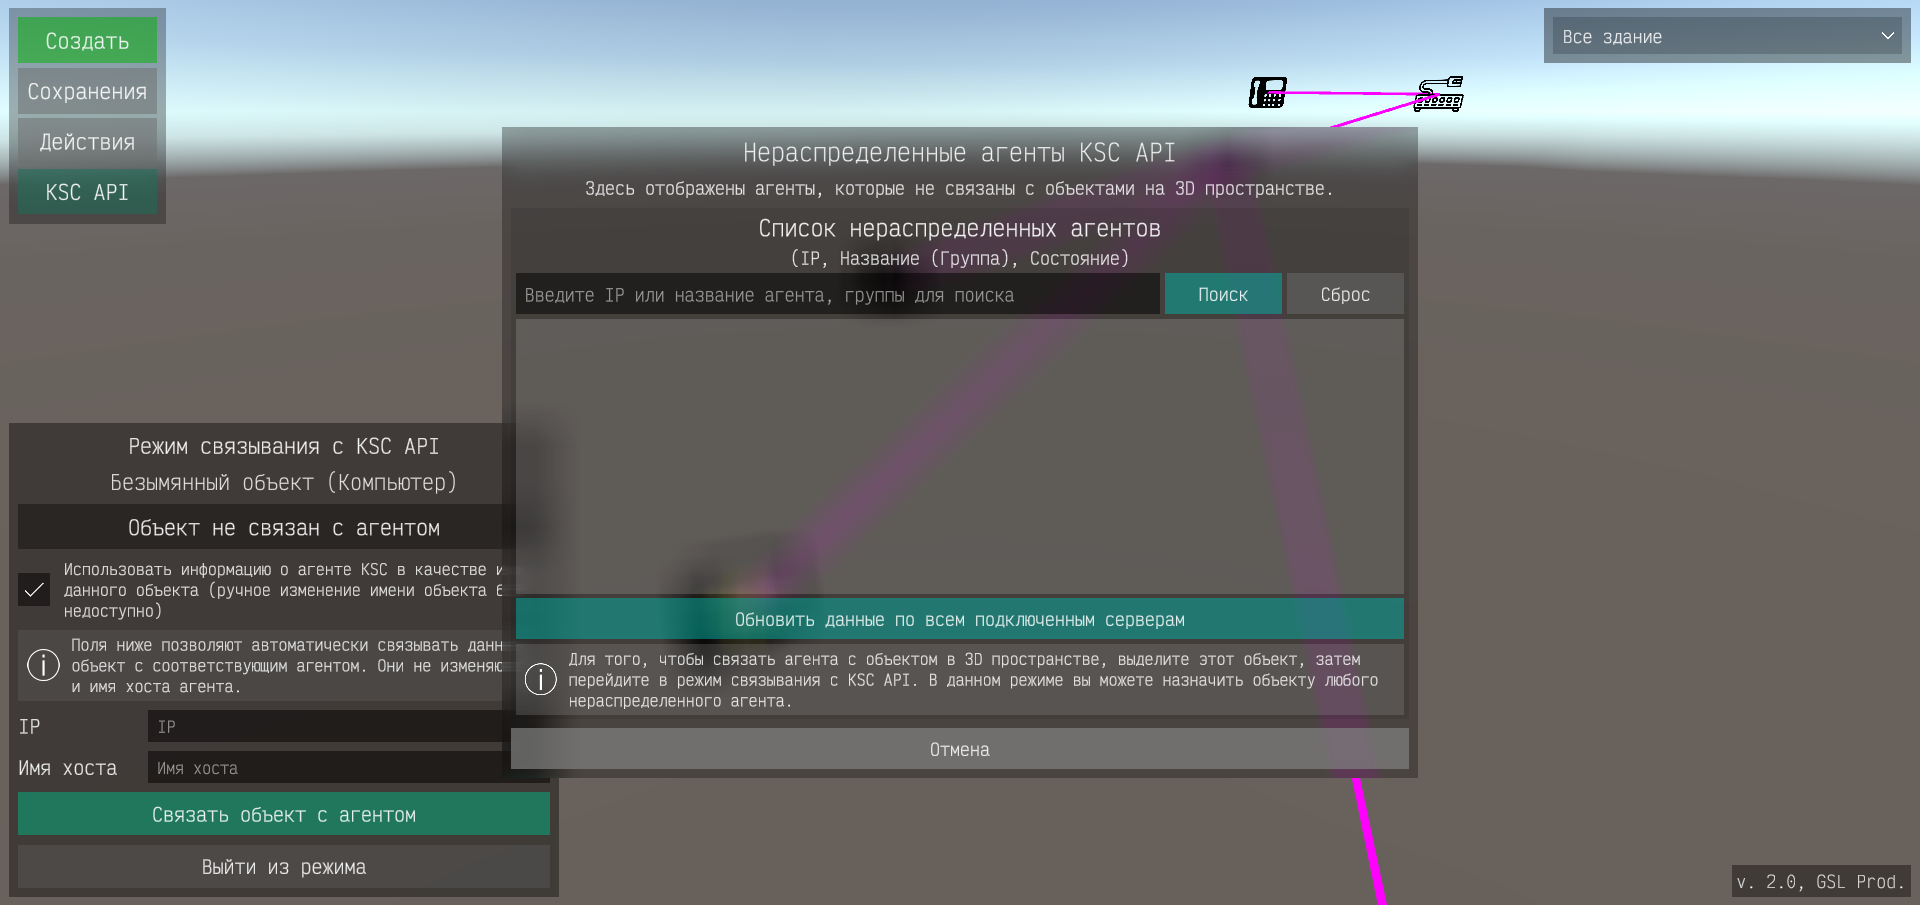 Создать
Сохранения
Действия
KSC API
Все здание
Нераспределенные агенты KSC API
Здесь отображены агенты, которые не связаны с объектами на 3D пространстве.
Список нераспределенных агентов
(IP, Название (Группа), Состояние)
Введите IP или название агента, группы для поиска
Поиск
Сброс
Обновить данные по всем подключенным серверам
Для того, чтобы связать агента с объектом в 3D пространстве, выделите этот объект, затем
перейдите в режим связывания с KSC API. В данном режиме вы можете назначить объекту любого
нераспределенного агента.
Отмена
Режим связывания с KSC API
Безымянный объект (Компьютер)
Объект не связан с агентом
Использовать информацию о агенте KSC в качестве
данного объекта (ручное изменение имени объекта
недоступно)
Поля ниже позволяют автоматически связывать
объект с соответствующим агентом. Они не
и имя хоста агента.
IP
IP
Имя хоста
Имя хоста
Связать объект с агентом
Выйти из режима
v. 2.0, GSL Prod.